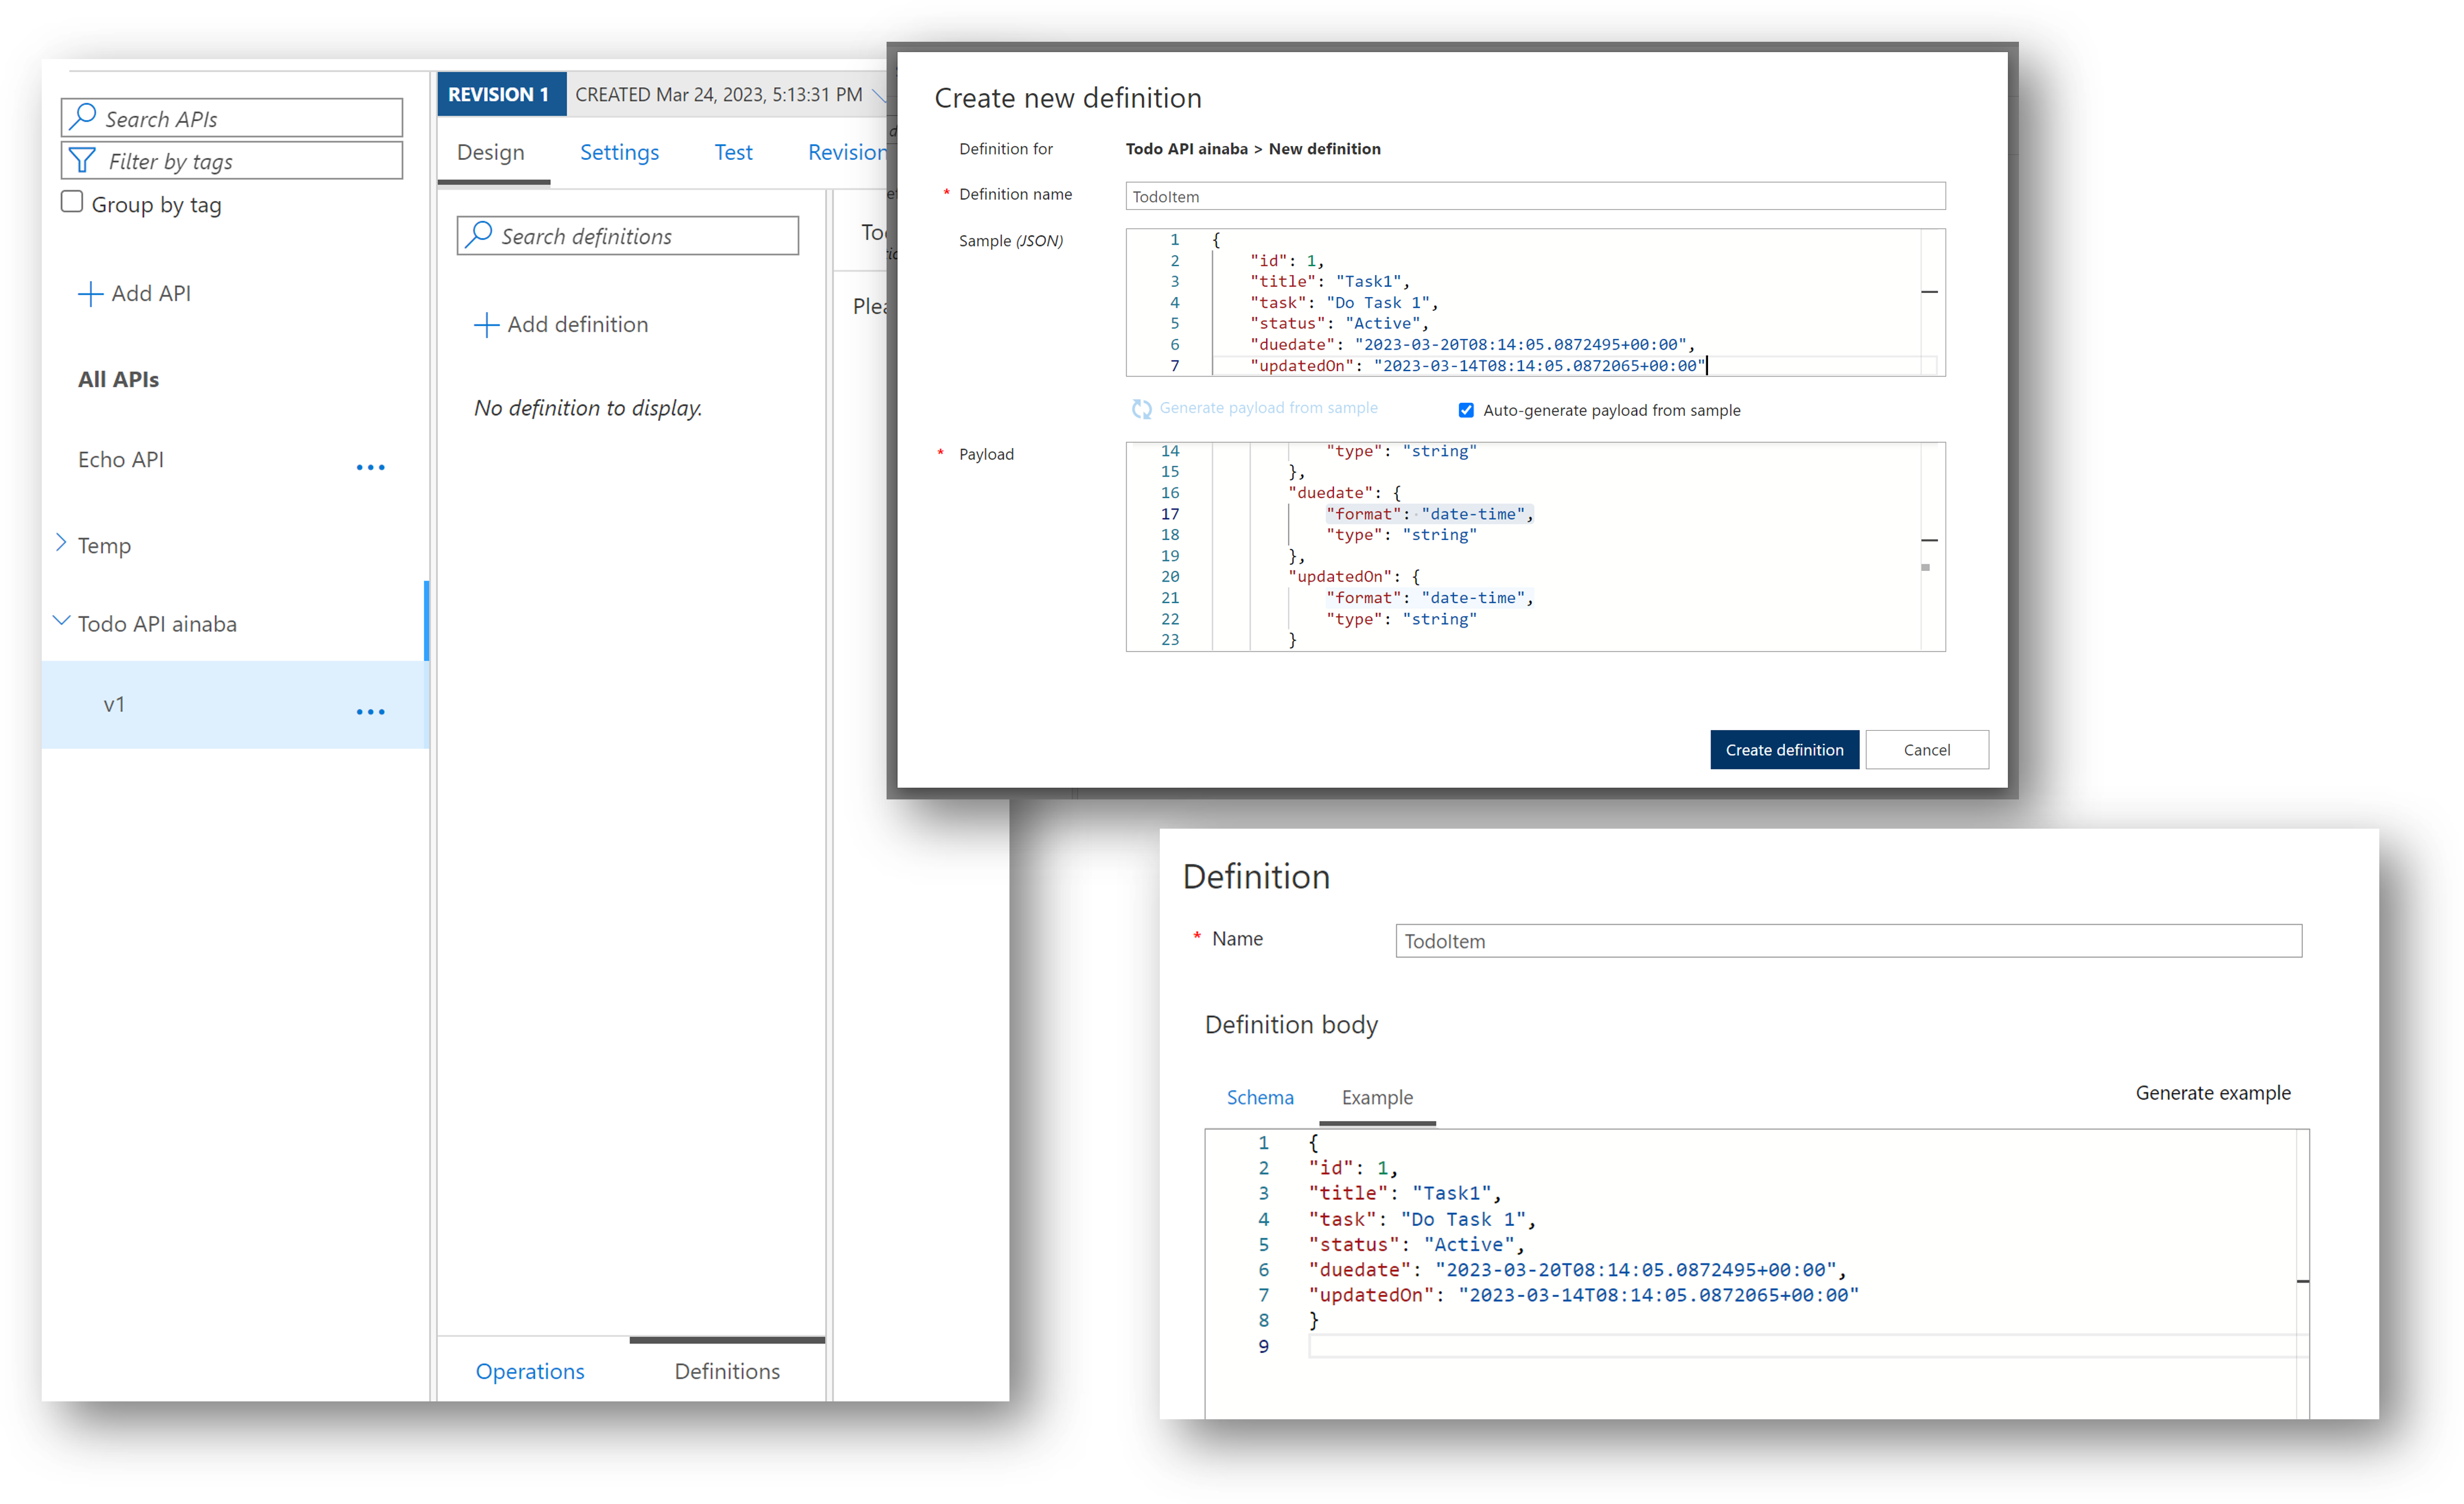 Search APIs
Filter by tags
Group by tag
Add API
All APIs
Echo API
...
Temp
Todo API ainaba
v1
...
REVISION 1 CREATED Mar 24, 2023, 5:13:31 PM
Design Settings Test Revision
Search definitions
Add definition
No definition to display.
Operations Definitions
Create new definition
Definition for Todo API ainaba > New definition
* Definition name TodoItem
Sample (JSON)
1 {
2 "id": 1,
3 "title": "Task1",
4 "task": "Do Task 1",
5 "status": "Active",
6 "duedate": "2023-03-20T08:14:05.0872495+00:00",
7 "updatedOn": "2023-03-14T08:14:05.0872065+00:00"
Generate payload from sample Auto-generate payload from sample
* Payload
14 "type": "string"
15 },
16 "duedate": {
17 "format": "date-time",
18 "type": "string"
19 },
20 "updatedOn": {
21 "format": "date-time",
22 "type": "string"
23 }
Create definition Cancel
Definition
* Name TodoItem
Definition body
Schema Example Generate example
1 {
2 "id": 1,
3 "title": "Task1",
4 "task": "Do Task 1",
5 "status": "Active",
6 "duedate": "2023-03-20T08:14:05.0872495+00:00",
7 "updatedOn": "2023-03-14T08:14:05.0872065+00:00"
8 }
9